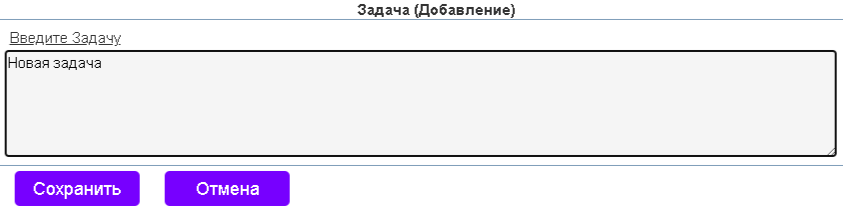 Задача (Добавление)
Введите Задачу
Новая задача
Сохранить Отмена